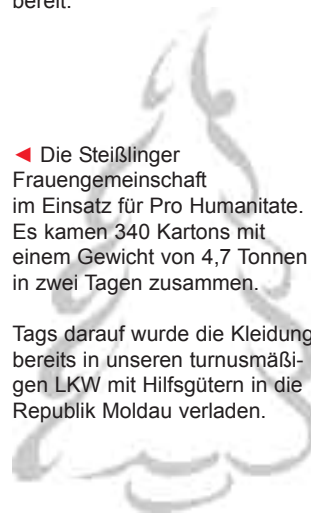 bereit.
◄ Die Steißlinger
Frauengemeinschaft
im Einsatz für Pro Humanitate.
Es kamen 340 Kartons mit
einem Gewicht von 4,7 Tonnen
in zwei Tagen zusammen.
Tags darauf wurde die Kleidung
bereits in unseren turnusmäßi-
gen LKW mit Hilfsgütern in die
Republik Moldau verladen.